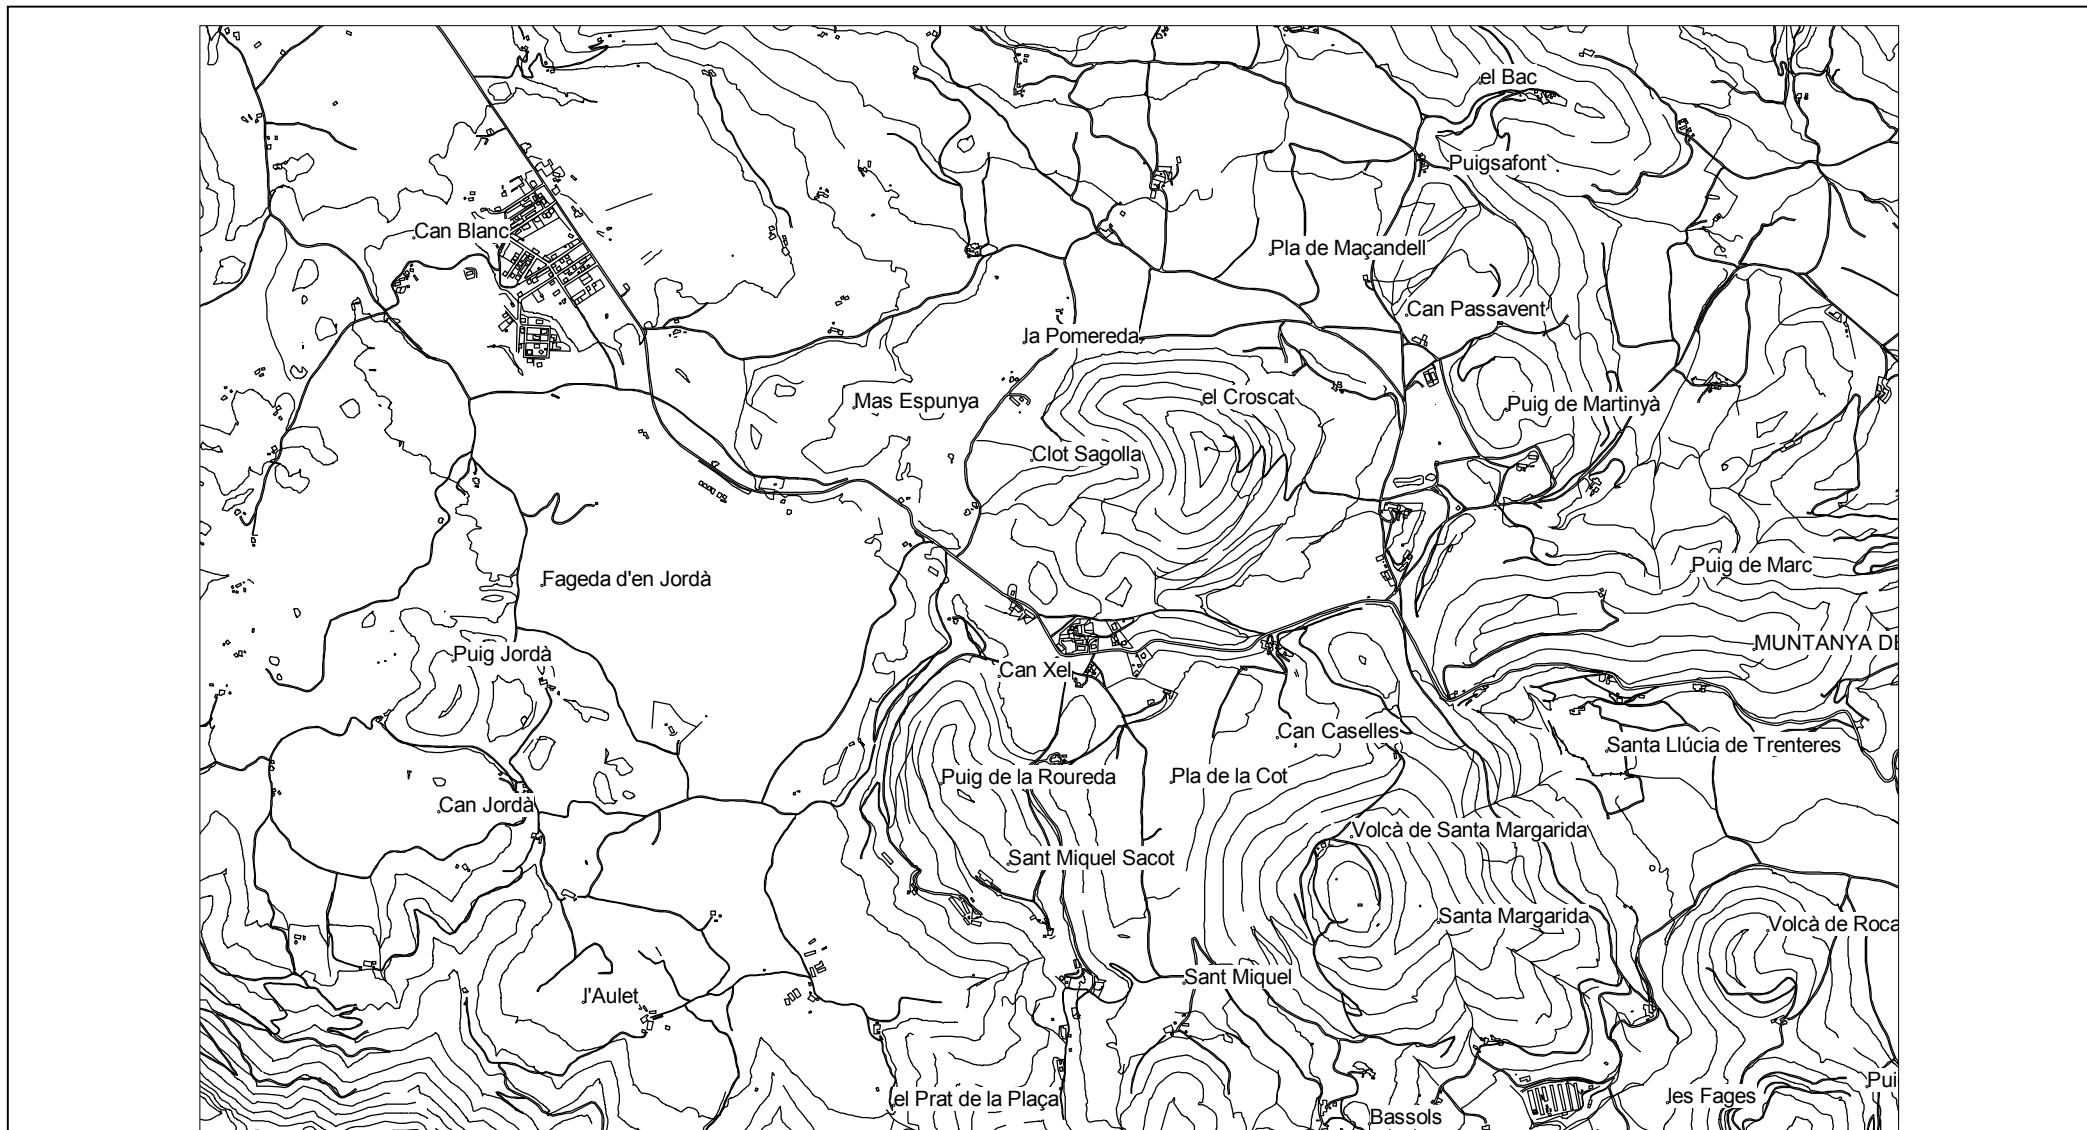 el Bac
Puigsafont
Can Blanc
Pla de Maçandell
Can Passavent
la Pomereda
el Croscat
Mas Espunya
Puig de Martinyà
Clot Sagolla
Puig de Marc
Fageda d'en Jordà
MUNTANYA DE
Puig Jordà
Can Xel
Can Caselles
Santa Llúcia de Trenteres
Puig de la Roureda
Pla de la Cot
Can Jordà
Volcà de Santa Margarida
Sant Miquel Sacot
Santa Margarida
Volcà de Roca
Sant Miquel
l'Aulet
Pui
les Fages
el Prat de la Plaça
Bassols